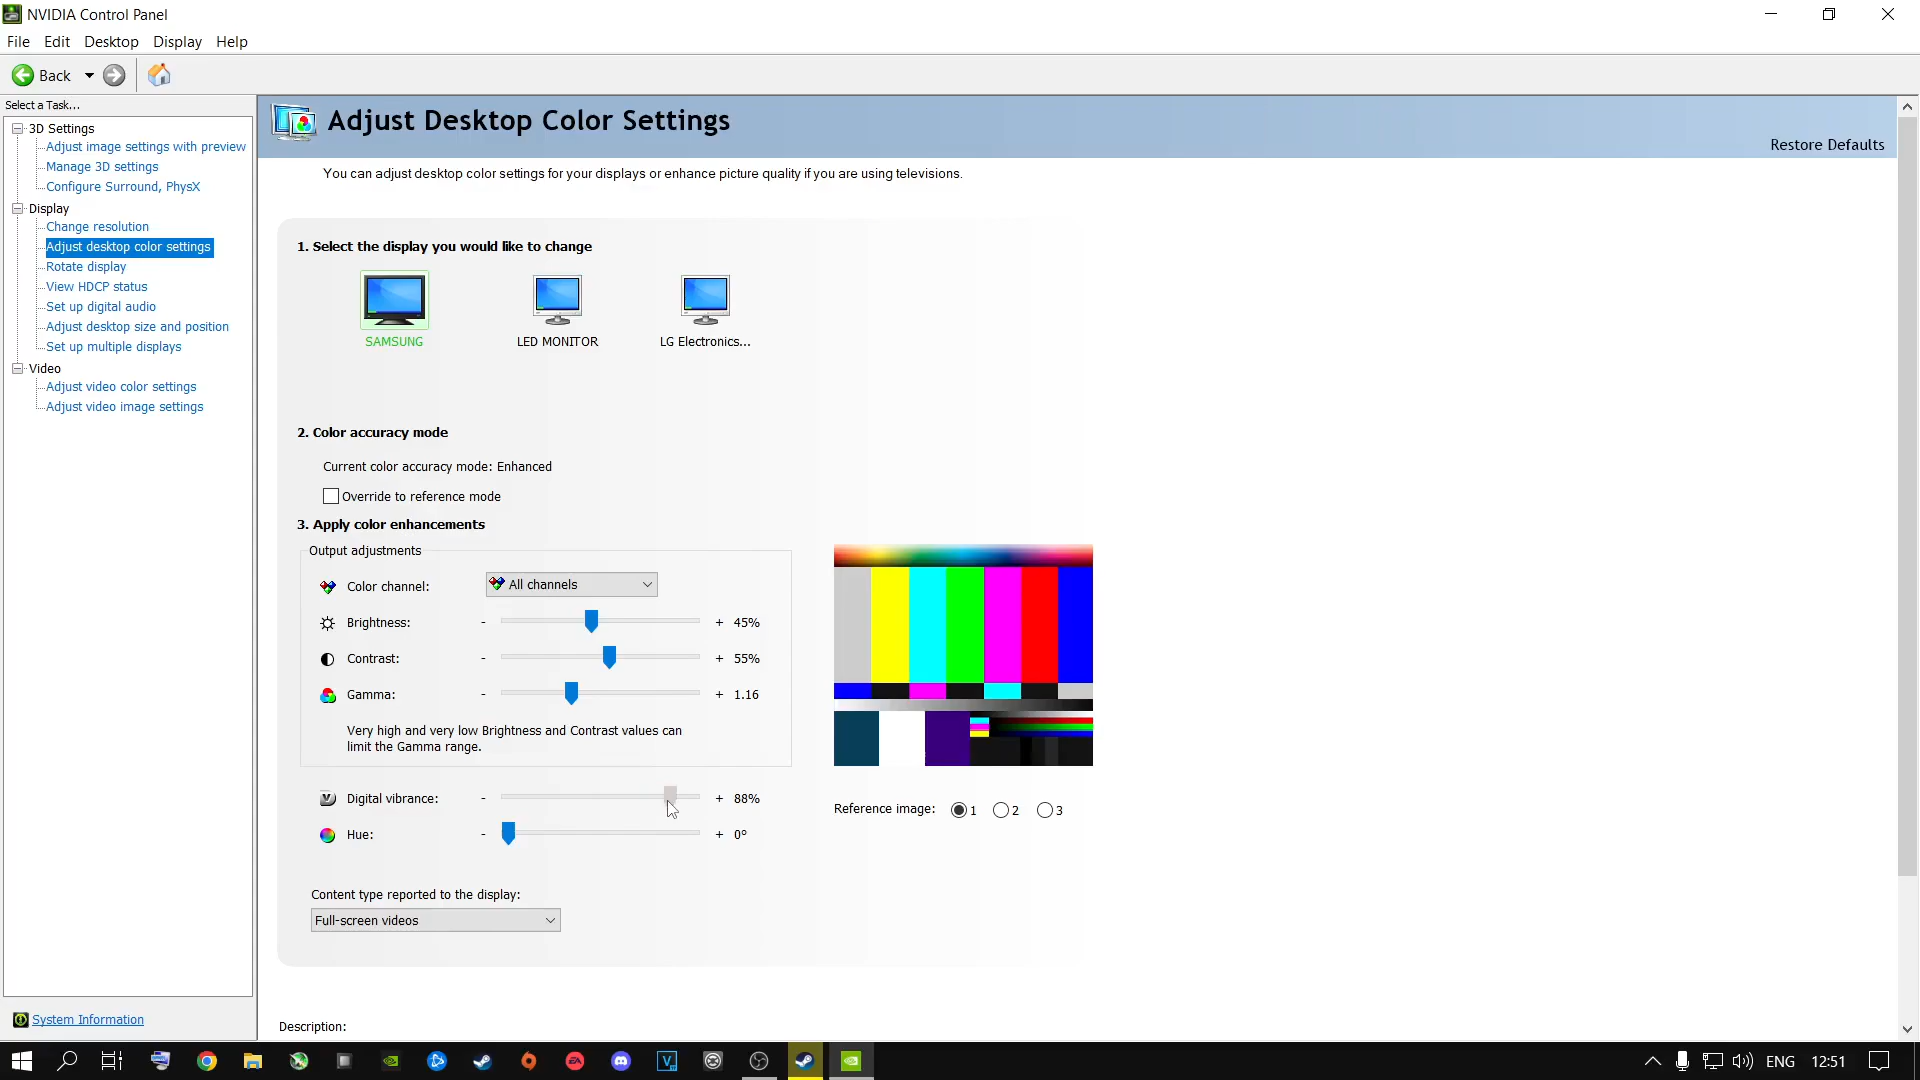 NVIDIA Control Panel
File Edit Desktop Display Help
Back
Select a Task...
3D Settings
Adjust image settings with preview
Manage 3D settings
Configure Surround, PhysX
Display
Change resolution
Adjust desktop color settings
Rotate display
View HDCP status
Set up digital audio
Adjust desktop size and position
Set up multiple displays
Video
Adjust video color settings
Adjust video image settings
System Information
Adjust Desktop Color Settings
Restore Defaults
You can adjust desktop color settings for your displays or enhance picture quality if you are using televisions.
1. Select the display you would like to change
SAMSUNG LED MONITOR LG Electronics...
2. Color accuracy mode
Current color accuracy mode: Enhanced
Override to reference mode
3. Apply color enhancements
Output adjustments
Color channel: All channels
Brightness: - + 45%
Contrast: - + 55%
Gamma: - + 1.16
Very high and very low Brightness and Contrast values can
limit the Gamma range.
Digital vibrance: - + 88%
Hue: - + 0°
Reference image: 1 2 3
Content type reported to the display:
Full-screen videos
Description:
ENG 12:51